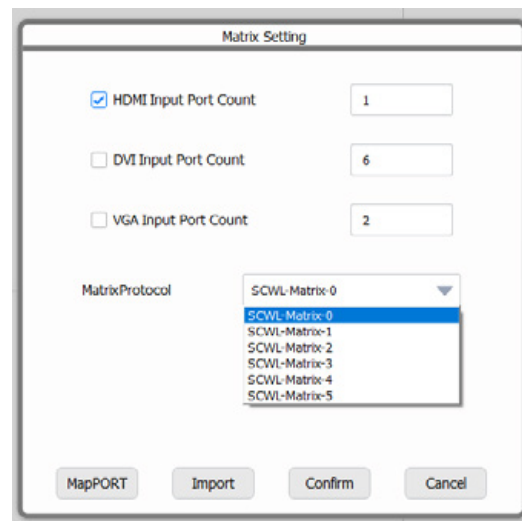 Matrix Setting
HDMI Input Port Count 1
DVI Input Port Count 6
VGA Input Port Count 2
MatrixProtocol SCWL-Matrix-0
SCWL-Matrix-0
SCWL-Matrix-1
SCWL-Matrix-2
SCWL-Matrix-3
SCWL-Matrix-4
SCWL-Matrix-5
MapPORT Import Confirm Cancel